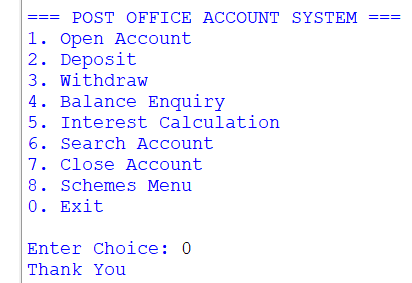 === POST OFFICE ACCOUNT SYSTEM ===
1. Open Account
2. Deposit
3. Withdraw
4. Balance Enquiry
5. Interest Calculation
6. Search Account
7. Close Account
8. Schemes Menu
0. Exit
Enter Choice: 0
Thank You